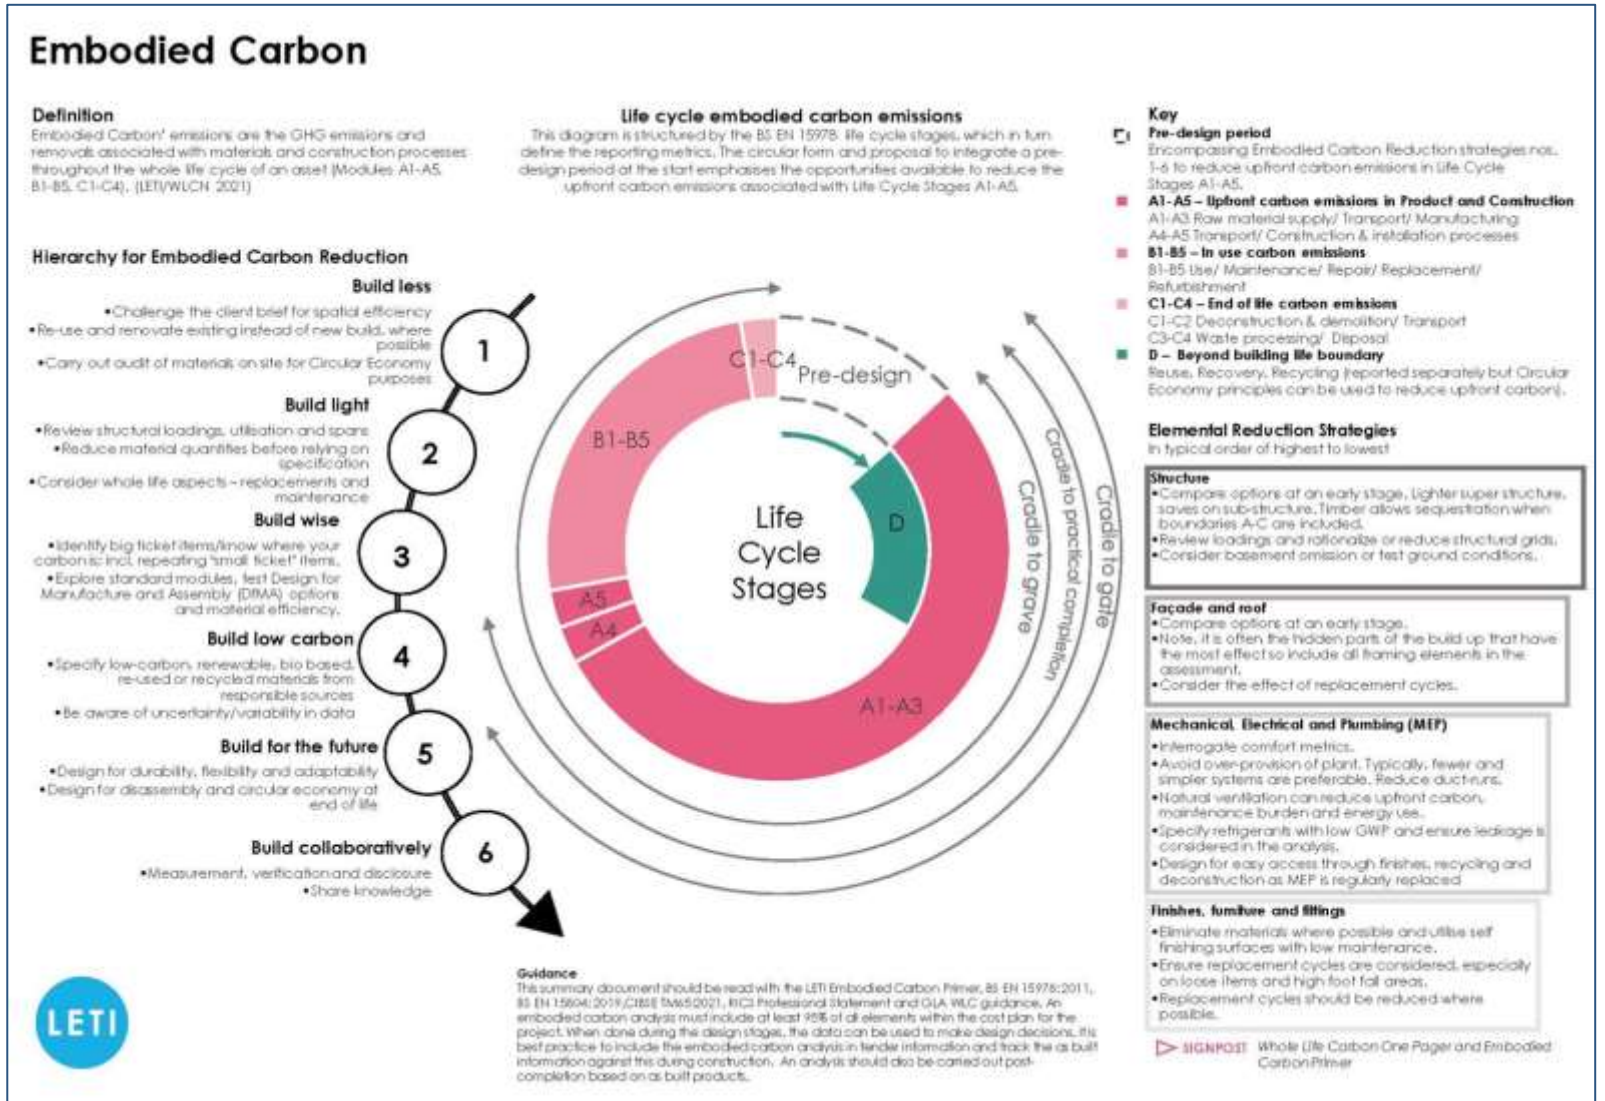 Embodied Carbon
Definition
Embodied Carbon' emissions are the GHG emissions and
removals associated with materials and construction processes
throughout the whole life cycle of an asset (Modules A1-A5,
B1-B5, C1-C4). (LETI/WLCN 2021)
Hierarchy for Embodied Carbon Reduction
Build less
•Challenge the client brief for spatial efficiency
•Re-use and renovate existing instead of new build, where
possible
•Carry out audit of materials on site for Circular Economy
purposes
1
Build light
•Review structural loadings, utilisation and spans
•Reduce material quantities before relying on
specification
•Consider whole life aspects – replacements and
maintenance
2
Build wise
•Identify big ticket items/know where your
carbon is; incl. repeating "small ticket" items.
•Explore standard modules, test Design for
Manufacture and Assembly (DfMA) options
and material efficiency.
3
Build low carbon
•Specify low-carbon, renewable, bio based,
re-used or recycled materials from
responsible sources
•Be aware of uncertainty/variability in data
4
Build for the future
•Design for durability, flexibility and adaptability
•Design for disassembly and circular economy at
end of life
5
Build collaboratively
•Measurement, verification and disclosure
•Share knowledge
6
LETI
Life cycle embodied carbon emissions
This diagram is structured by the BS EN 15978: life cycle stages, which in turn
define the reporting metrics. The circular form and proposal to integrate a pre-
design period at the start emphasises the opportunities available to reduce the
upfront carbon emissions associated with Life Cycle Stages A1-A5.
C1-C4
Pre-design
B1-B5
A5
A4
A1-A3
D
Life
Cycle
Stages
Cradle to grave
Cradle to practical completion
Cradle to gate
Guidance
This summary document should be read with the LETI Embodied Carbon Primer, BS EN 15978:2011,
BS EN 15804:2019,CIBSE TM65:2021, RICS Professional Statement and GLA WLC guidance. An
embodied carbon analysis must include at least 95% of all elements within the cost plan for the
project. When done during the design stages, the data can be used to make design decisions. It is
best practice to include the embodied carbon analysis in tender information and track the as built
information against this during construction. An analysis should also be carried out post-
completion based on as built products.
Key
Pre-design period
Encompassing Embodied Carbon Reduction strategies nos.
1-6 to reduce upfront carbon emissions in Life Cycle
Stages A1-A5.
A1-A5 – Upfront carbon emissions in Product and Construction
A1-A3 Raw material supply/ Transport/ Manufacturing
A4-A5 Transport/ Construction & installation processes
B1-B5 – In use carbon emissions
B1-B5 Use/ Maintenance/ Repair/ Replacement/
Refurbishment
C1-C4 – End of life carbon emissions
C1-C2 Deconstruction & demolition/ Transport
C3-C4 Waste processing/ Disposal
D – Beyond building life boundary
Reuse, Recovery, Recycling (reported separately but Circular
Economy principles can be used to reduce upfront carbon).
Elemental Reduction Strategies
In typical order of highest to lowest
Structure
•Compare options at an early stage. Lighter super structure,
saves on sub-structure. Timber allows sequestration when
boundaries A-C are included.
•Review loadings and rationalize or reduce structural grids.
•Consider basement omission or test ground conditions.
Façade and roof
•Compare options at early stage.
•Note, it is often the hidden parts of the build up that have
the most effect so include all framing elements in the
assessment.
•Consider the effect of replacement cycles.
Mechanical, Electrical and Plumbing (MEP)
•Interrogate comfort metrics.
•Avoid over-provision of plant. Typically, fewer and
simpler systems are preferable. Reduce duct-runs.
•Natural ventilation can reduce upfront carbon,
maintenance burden and energy use.
•Specify refrigerants with low GWP and ensure leakage is
considered in the analysis.
•Design for easy access through finishes, recycling and
deconstruction as MEP is regularly replaced
Finishes, furniture and fittings
•Eliminate materials where possible and utilise self
finishing surfaces with low maintenance.
•Ensure replacement cycles are considered, especially
on loose items and high foot fall areas.
•Replacement cycles should be reduced where
possible.
SIGNPOST Whole Life Carbon One Pager and Embodied
Carbon Primer